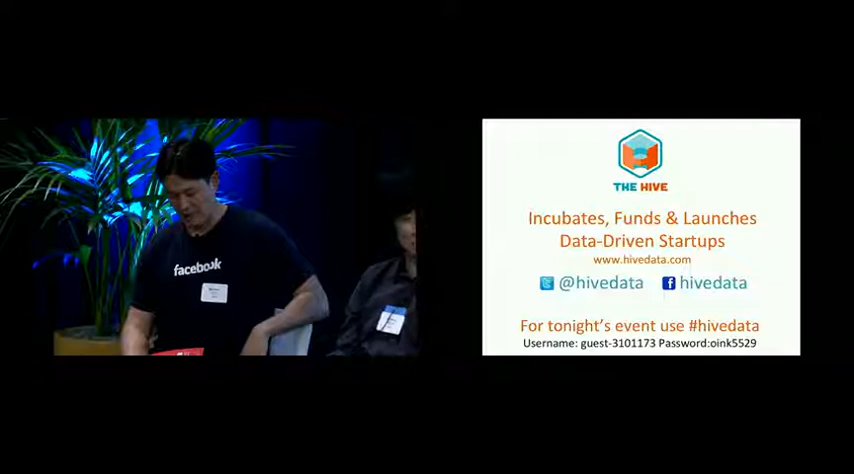 facebook
THE HIVE
Incubates, Funds & Launches
Data-Driven Startups
www.hivedata.com
@hivedata hivedata
For tonight's event use #hivedata
Username: guest-3101173 Password:oink5529